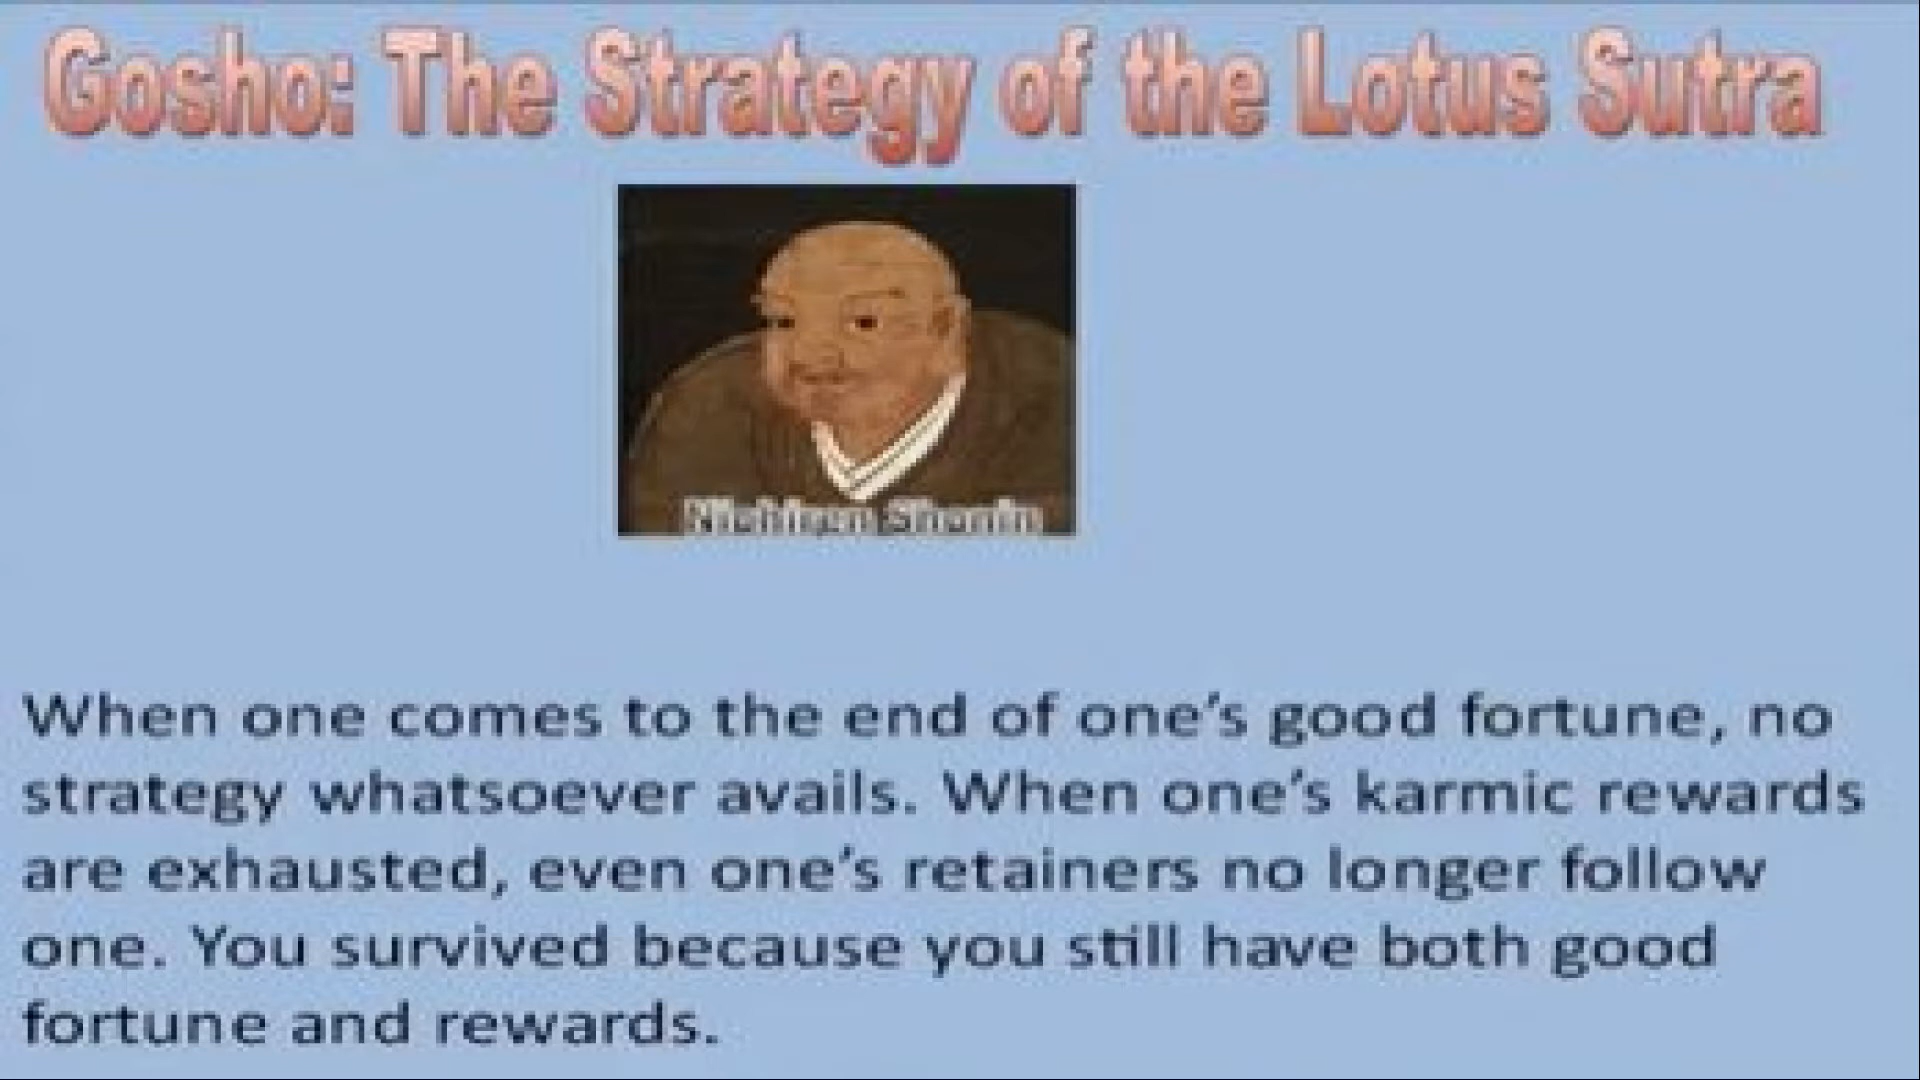 Gosho: The Strategy of the Lotus Sutra
Nichiren Shonin
When one comes to the end of one's good fortune, no
strategy whatsoever avails. When one's karmic rewards
are exhausted, even one's retainers no longer follow
one. You survived because you still have both good
fortune and rewards.